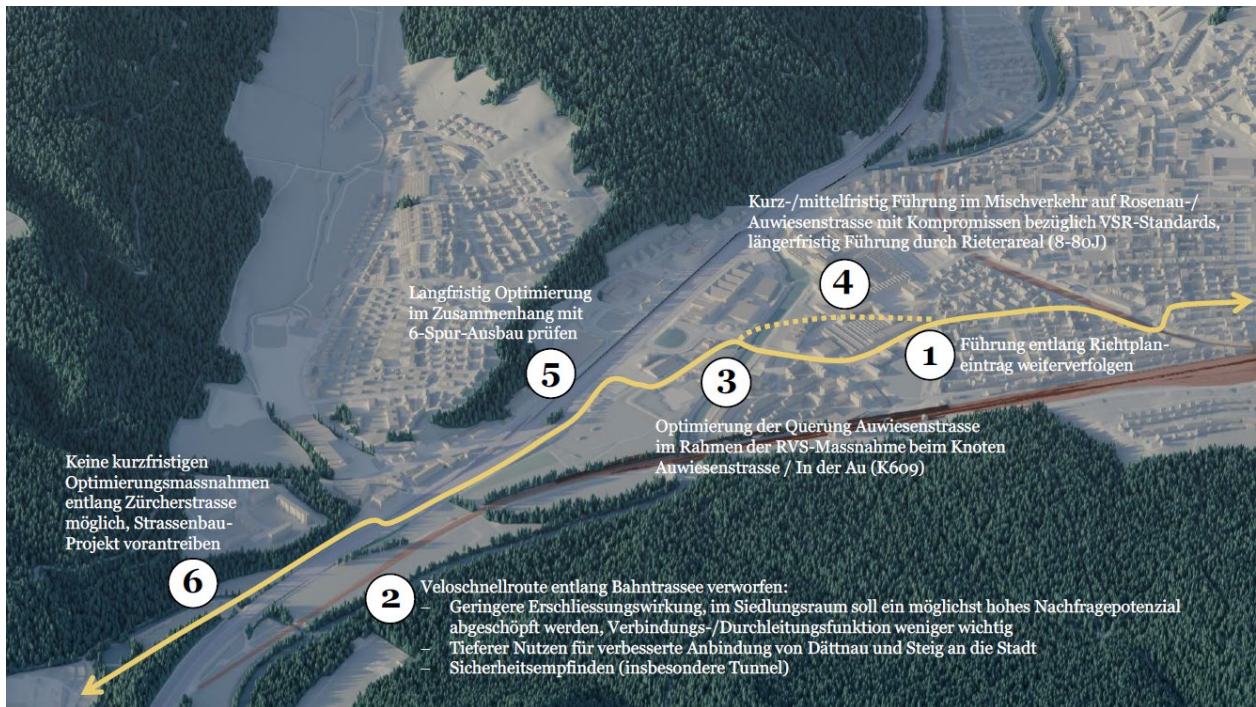 Kurz-/mittelfristig Führung im Mischverkehr auf Rosenau-/
Auwiesenstrasse mit Kompromissen bezüglich VSR-Standards,
längerfristig Führung durch Rieterareal (8-80J)
4
Langfristig Optimierung
im Zusammenhang mit
6-Spur-Ausbau prüfen
5
1
Führung entlang Richtplan-
eintrag weiterverfolgen
3
Optimierung der Querung Auwiesenstrasse
im Rahmen der RVS-Massnahme beim Knoten
Auwiesenstrasse / In der Au (K609)
Keine kurzfristigen
Optimierungsmassnahmen
entlang Zürcherstrasse
möglich, Strassenbau-
Projekt vorantreiben
6
2
Veloschnellroute entlang Bahntrassee verworfen:
– Geringere Erschliessungswirkung, im Siedlungsraum soll ein möglichst hohes Nachfragepotenzial
abgeschöpft werden, Verbindungs-/Durchleitungsfunktion weniger wichtig
– Tieferer Nutzen für verbesserte Anbindung von Dättnau und Steig an die Stadt
– Sicherheitsempfinden (insbesondere Tunnel)